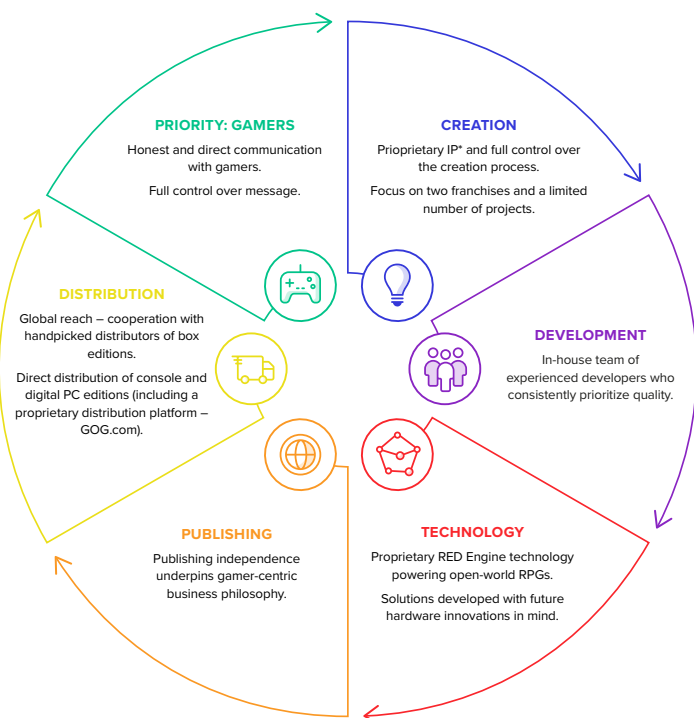 PRIORITY: GAMERS
Honest and direct communication
with gamers.
Full control over message.
CREATION
Prioprietary IP* and full control over
the creation process.
Focus on two franchises and a limited
number of projects.
DISTRIBUTION
Global reach – cooperation with
handpicked distributors of box
editions.
Direct distribution of console and
digital PC editions (including a
proprietary distribution platform –
GOG.com).
DEVELOPMENT
In-house team of
experienced developers who
consistently prioritize quality.
PUBLISHING
Publishing independence
underpins gamer-centric
business philosophy.
TECHNOLOGY
Proprietary RED Engine technology
powering open-world RPGs.
Solutions developed with future
hardware innovations in mind.